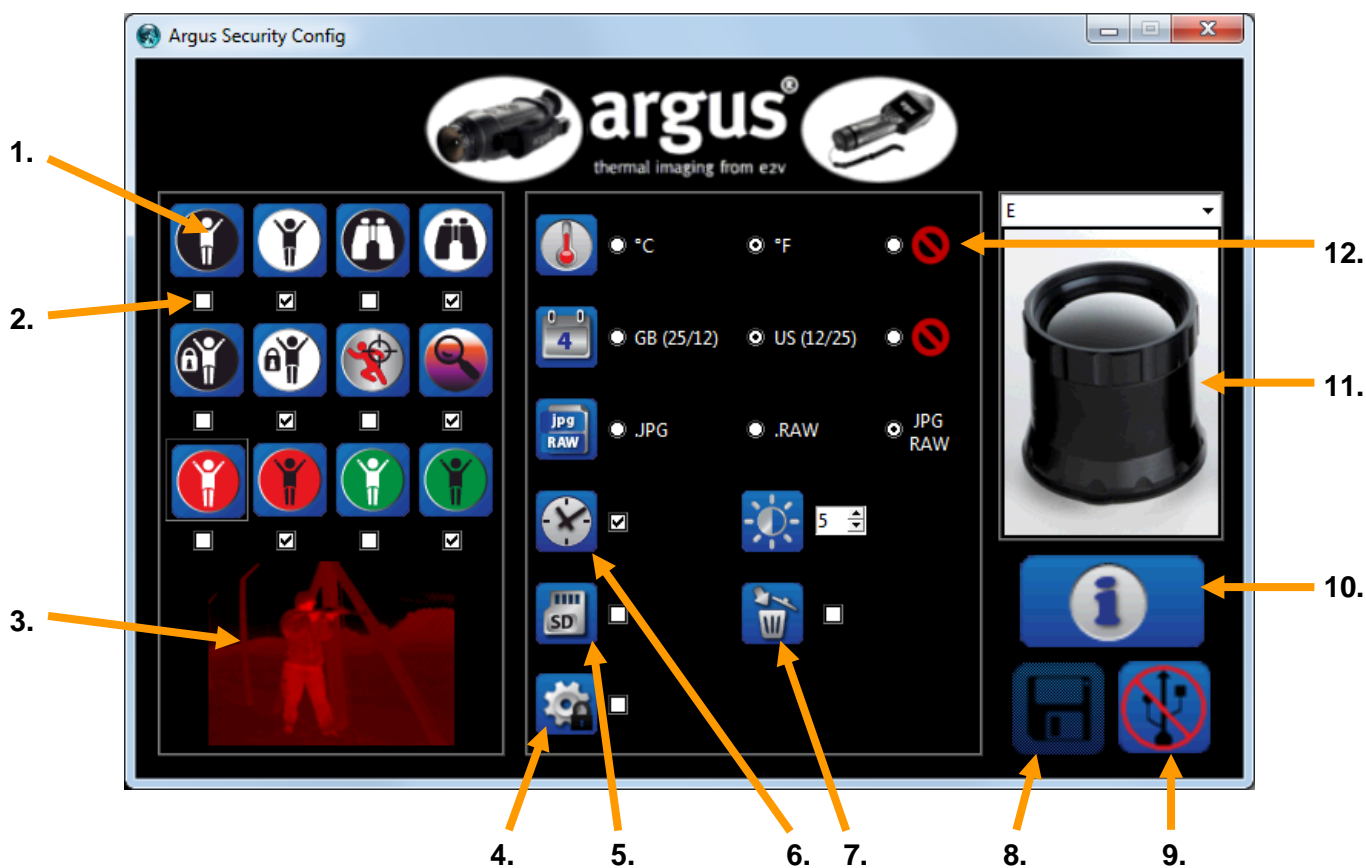 Argus Security Config
argus®
thermal imaging from e2v
1.
2.
3.
°C
°F
4
GB (25/12)
US (12/25)
jpg
RAW
.JPG
.RAW
JPG
RAW
5
SD
E
12.
11.
10.
4.
5.
6.
7.
8.
9.